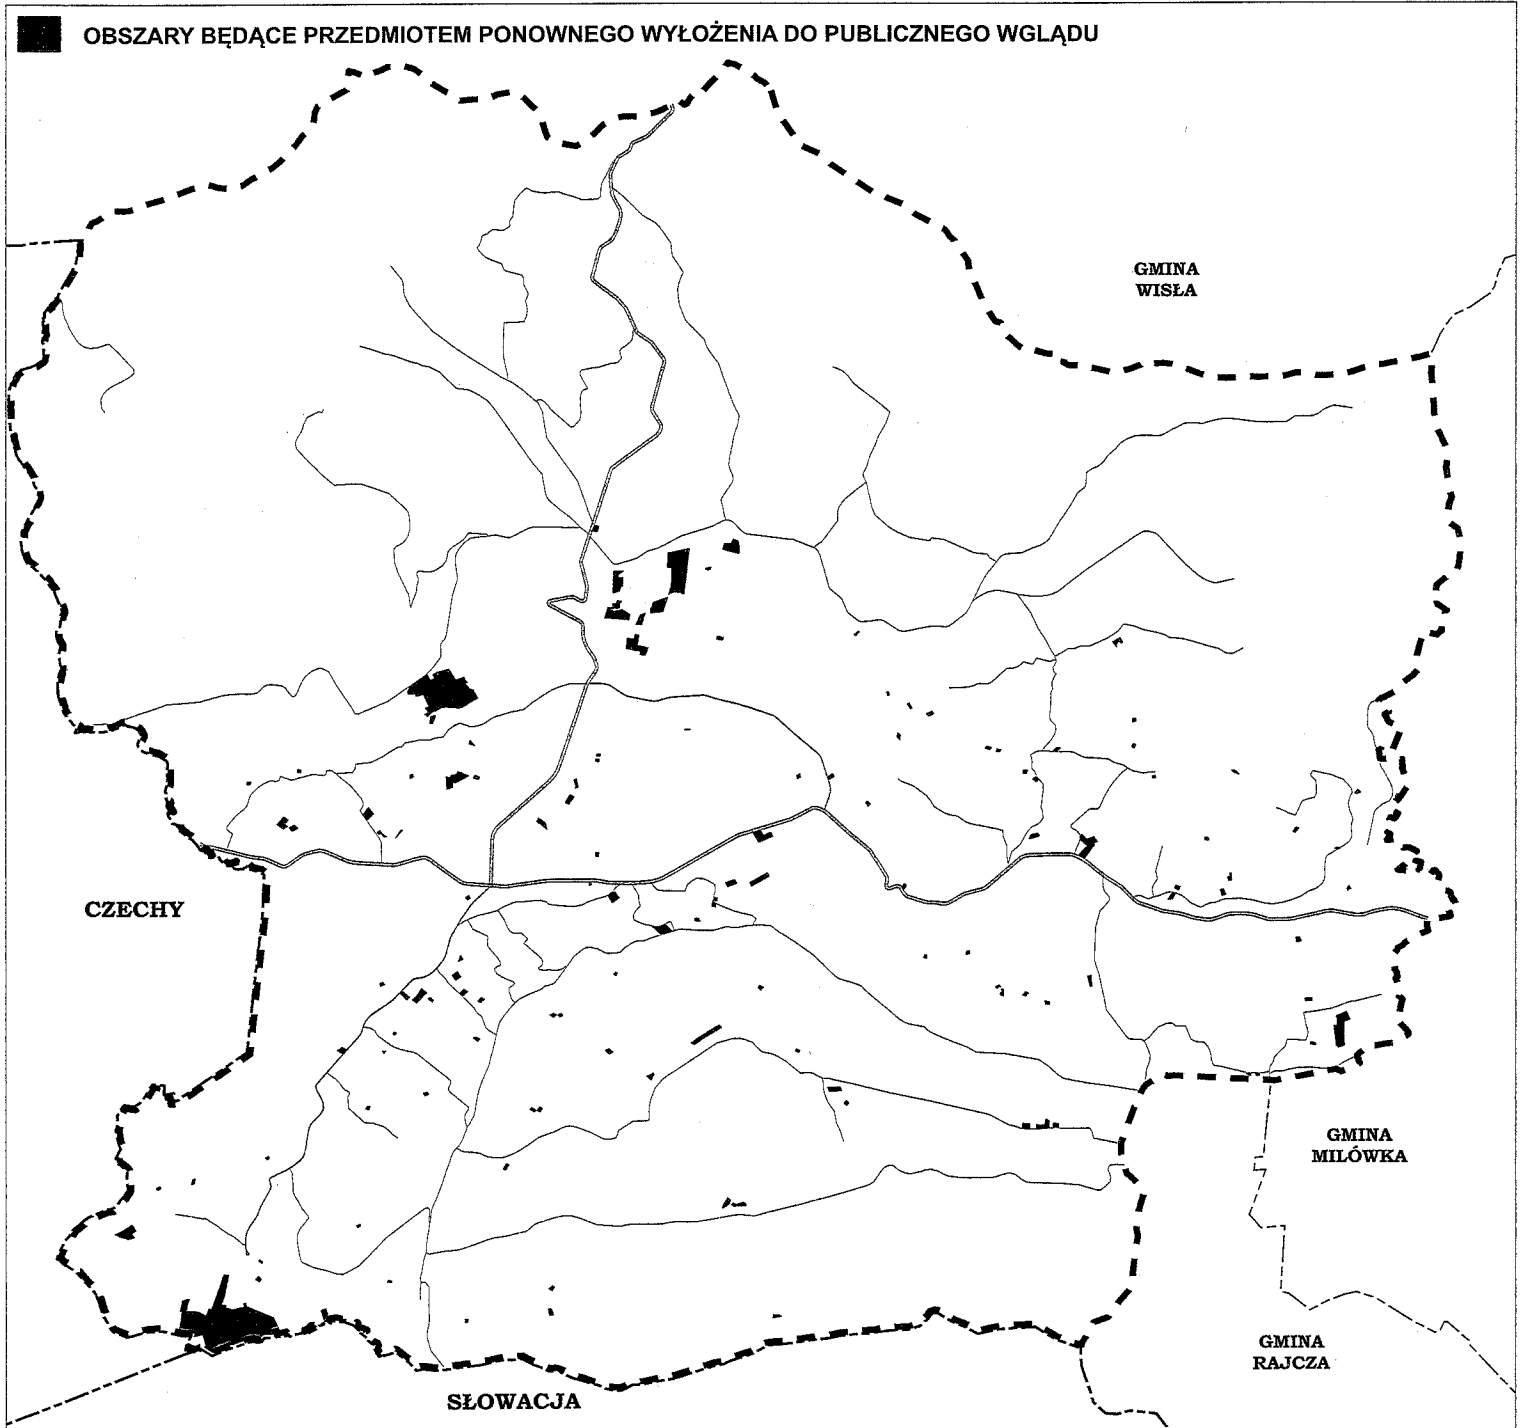 OBSZARY BĘDĄCE PRZEDMIOTEM PONOWNEGO WYŁOŻENIA DO PUBLICZNEGO WGLĄDU
GMINA
WISŁA
CZECHY
GMINA
MILÓWKA
GMINA
RAJCZA
SŁOWACJA